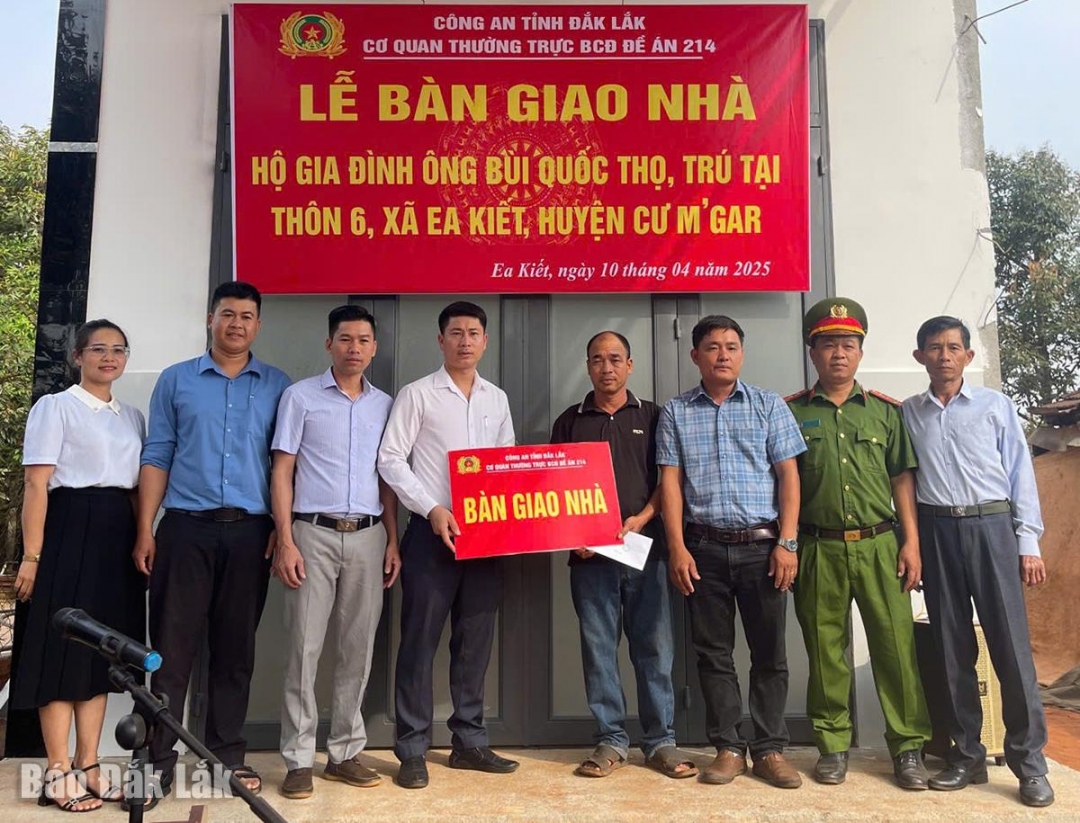 CÔNG AN TỈNH ĐẮK LẮK
CƠ QUAN THƯỜNG TRỰC BCĐ ĐỀ ÁN 214
LỄ BÀN GIAO NHÀ
HỘ GIA ĐÌNH ÔNG BÙI QUỐC THỌ, TRÚ TẠI
THÔN 6, XÃ EA KIẾT, HUYỆN CƯ M'GAR
Ea Kiết, ngày 10 tháng 04 năm 2025
CÔNG AN TỈNH ĐẮK LẮK
CƠ QUAN THƯỜNG TRỰC BCĐ ĐỀ ÁN 214
BÀN GIAO NHÀ
Báo Đắk Lắk